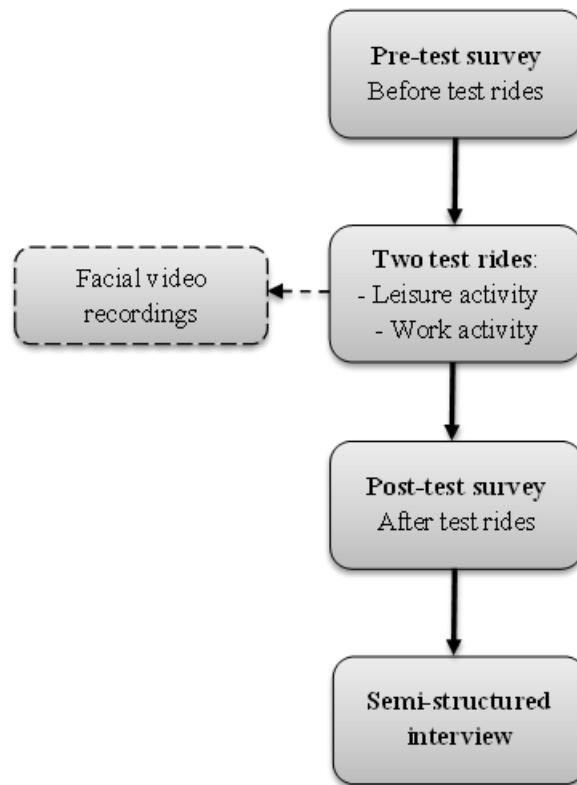 Pre-test survey
Before test rides
Facial video
recordings
Two test rides:
- Leisure activity
- Work activity
Post-test survey
After test rides
Semi-structured
interview